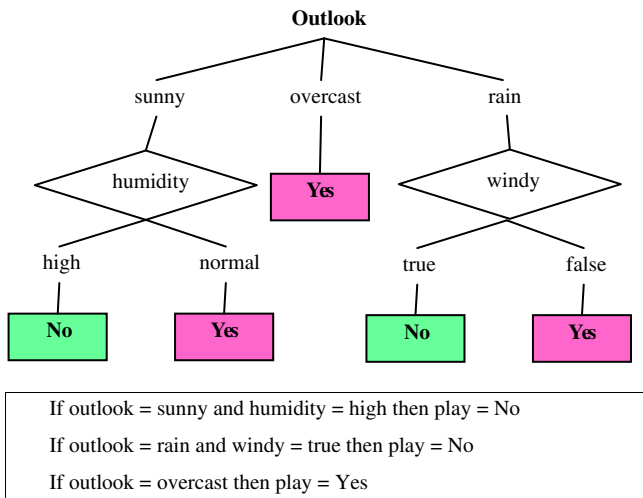 Outlook
sunny overcast rain
humidity Yes windy
high normal true false
No Yes No Yes
If outlook = sunny and humidity = high then play = No
If outlook = rain and windy = true then play = No
If outlook = overcast then play = Yes